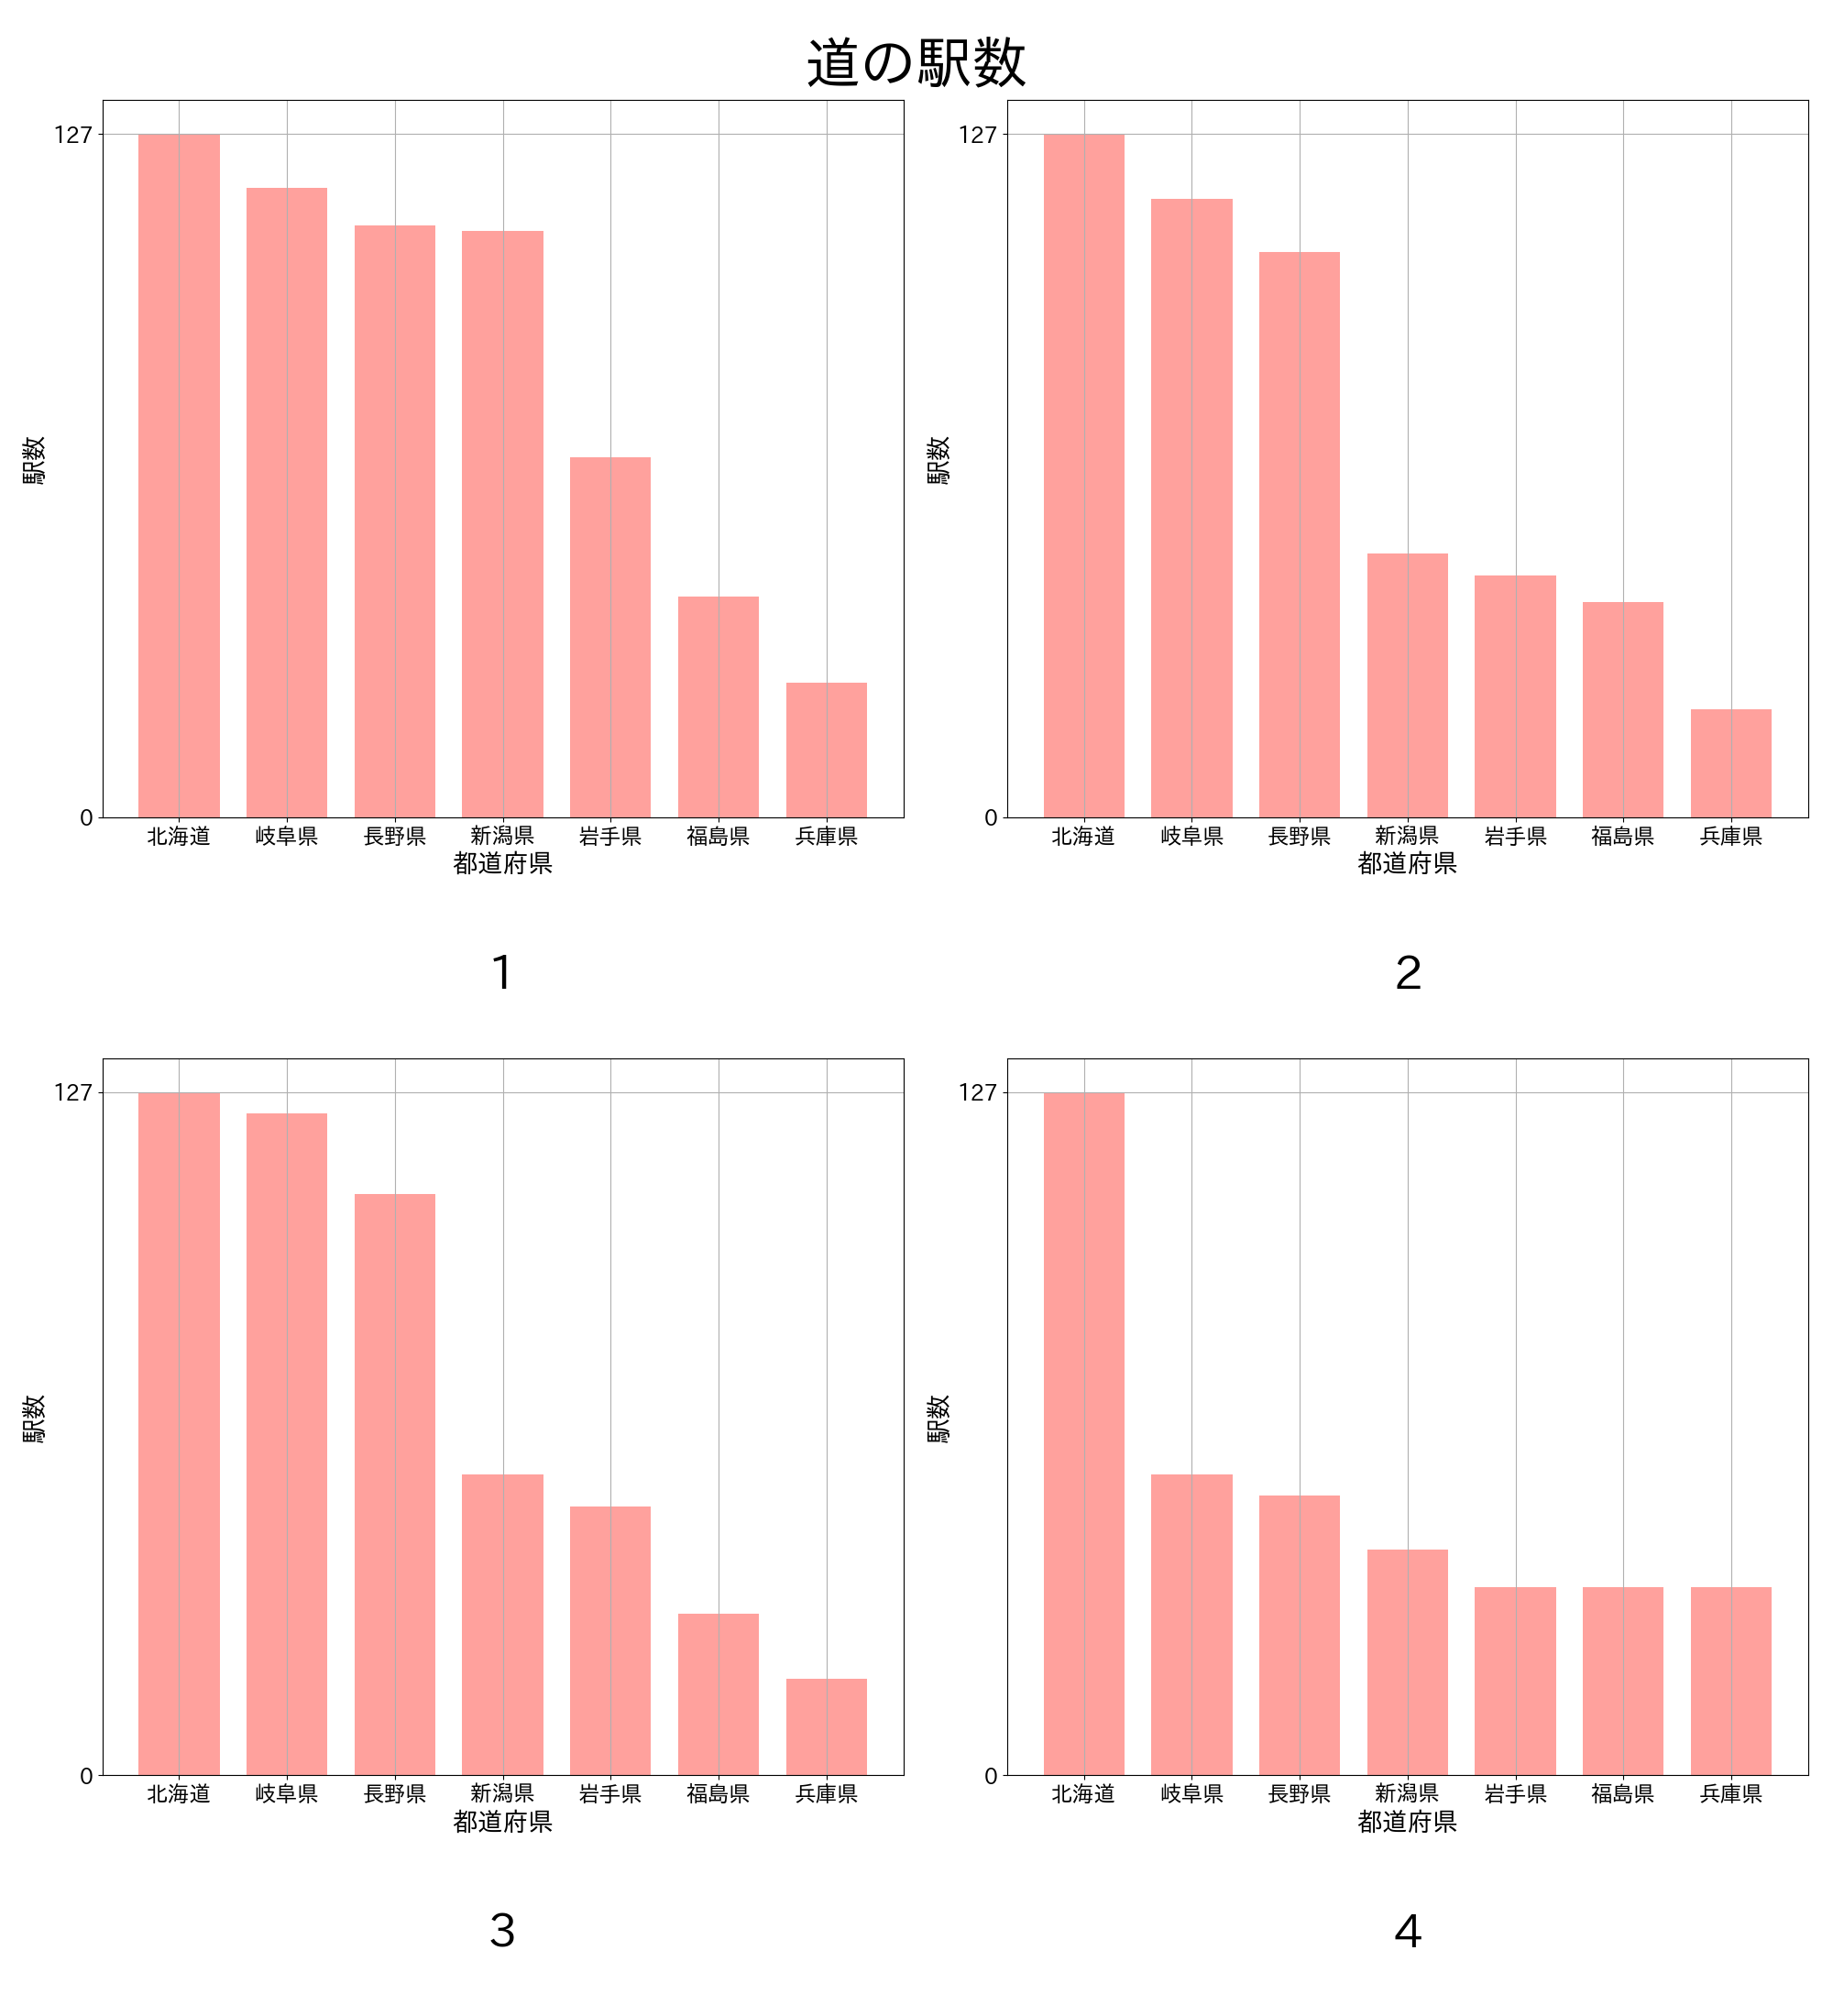 道の駅数
127
0
駅数
北海道 岐阜県 長野県 新潟県 岩手県 福島県 兵庫県
都道府県
1
127
0
駅数
北海道 岐阜県 長野県 新潟県 岩手県 福島県 兵庫県
都道府県
2
127
0
駅数
北海道 岐阜県 長野県 新潟県 岩手県 福島県 兵庫県
都道府県
3
127
0
駅数
北海道 岐阜県 長野県 新潟県 岩手県 福島県 兵庫県
都道府県
4